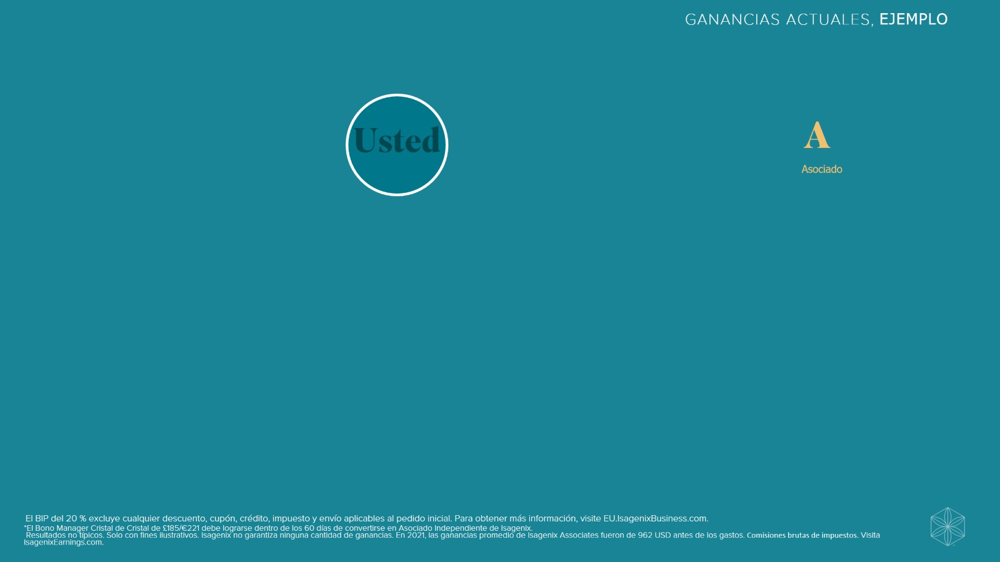 GANANCIAS ACTUALES, EJEMPLO
Usted
A
Asociado
El BIP del 20 % excluye cualquier descuento, cupón, crédito, impuesto y envío aplicables al pedido inicial. Para obtener más información, visite EU.IsagenixBusiness.com.
*El Bono Manager Cristal de Cristal de £185/€221 debe lograrse dentro de los 60 días de convertirse en Asociado Independiente de Isagenix.
Resultados no típicos. Solo con fines ilustrativos. Isagenix no garantiza ninguna cantidad de ganancias. En 2021, las ganancias promedio de Isagenix Associates fueron de 962 USD antes de los gastos. Comisiones brutas de impuestos. Visita
IsagenixEarnings.com.